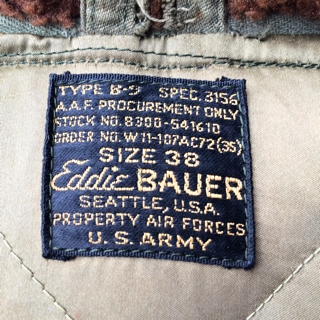 TYPE B-9 SPEC. 3156
A.A.F. PROCUREMENT ONLY
STOCK NO. 8300-541610
ORDER NO. W11-107AC72(35)
SIZE 38
Eddie BAUER
SEATTLE, U.S.A.
PROPERTY AIR FORCES
U.S. ARMY